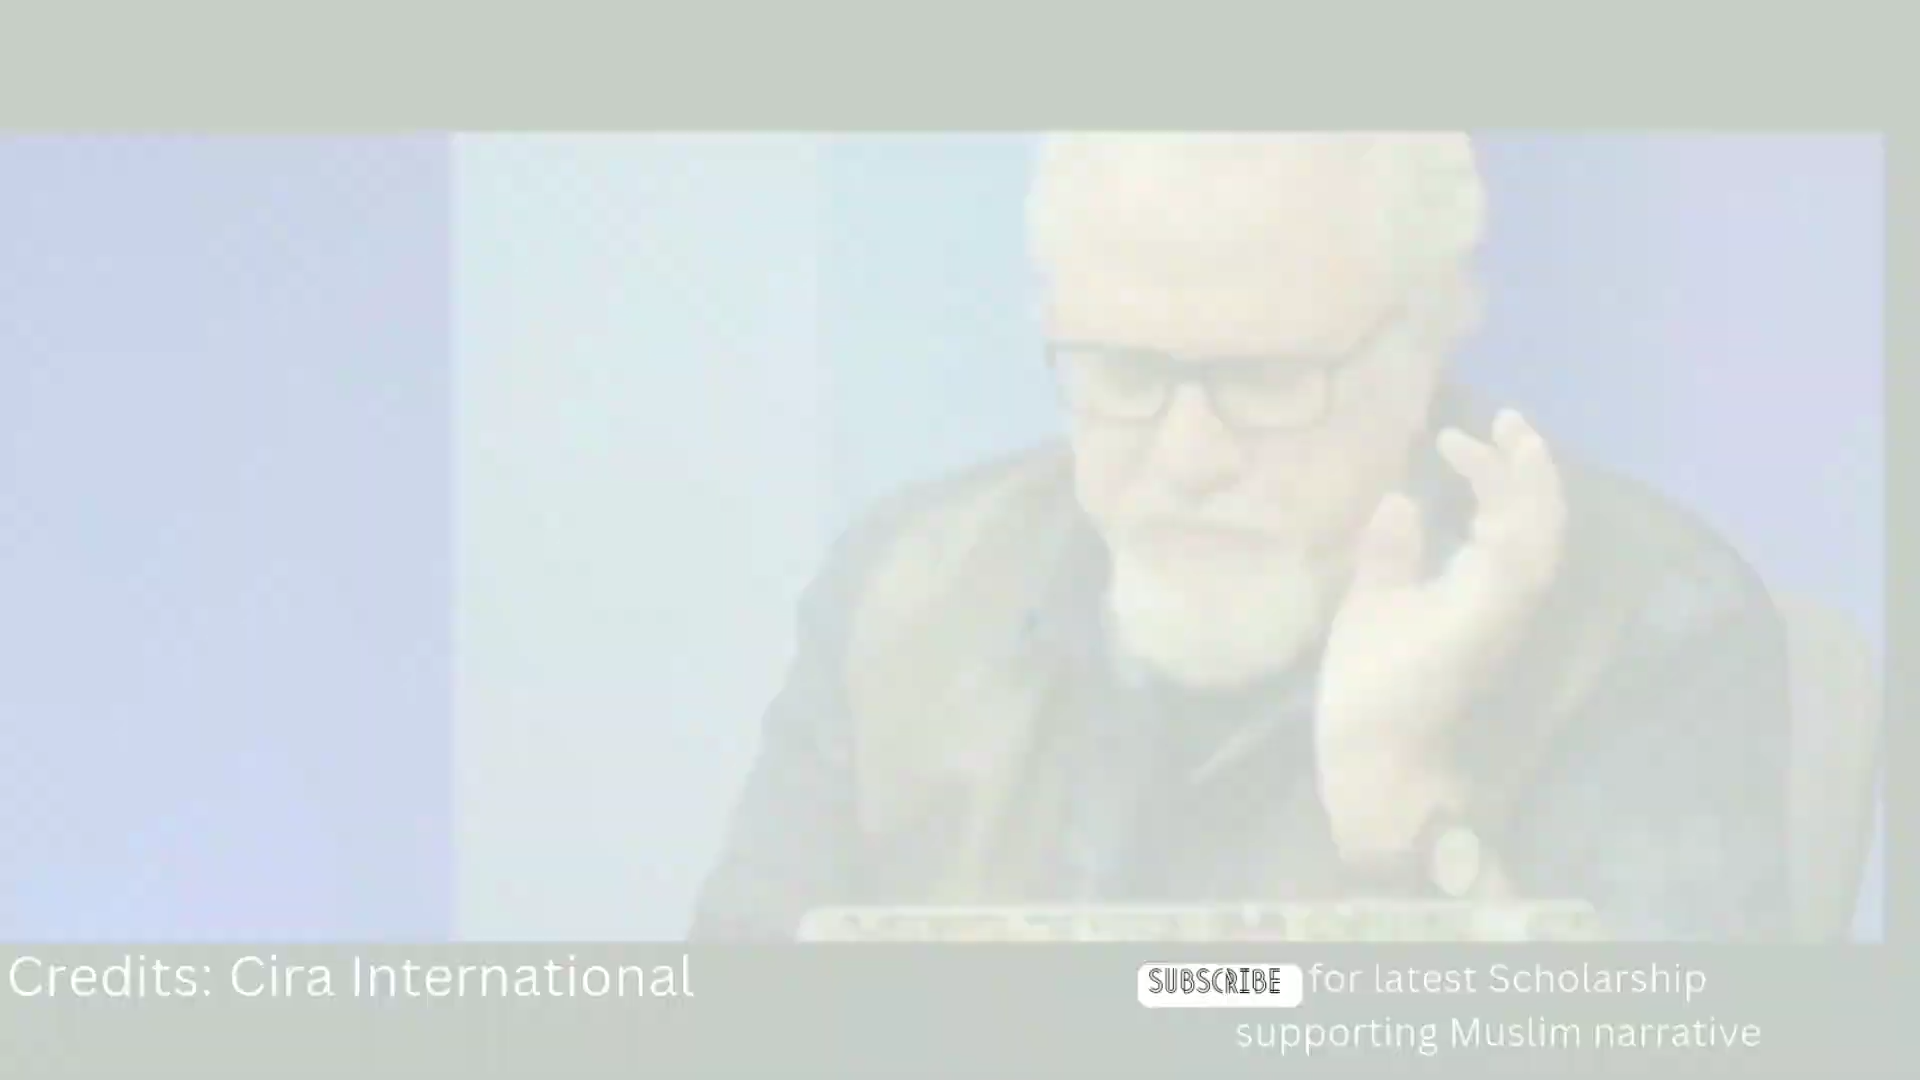 Credits: Cira International
SUBSCRIBE for latest Scholarship
supporting Muslim narrative